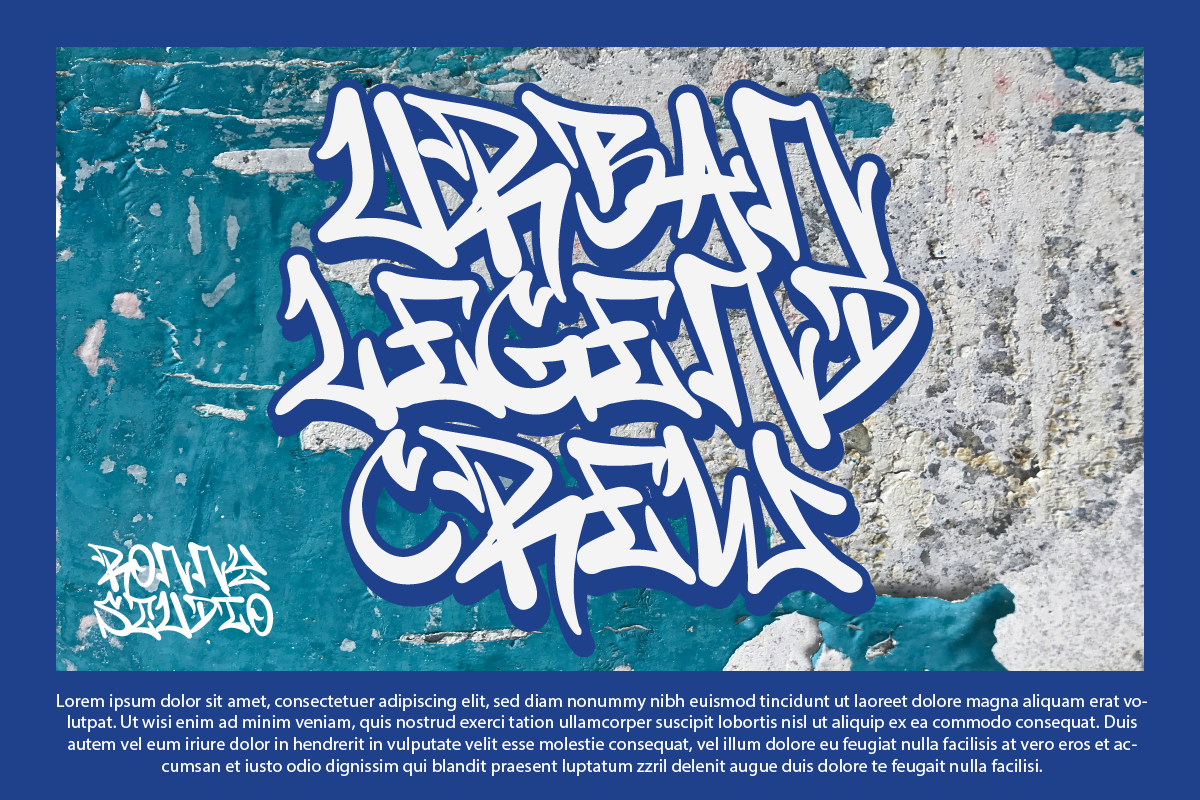 URBAN
LEGEND
CREW
RONNY
STUDIO
Lorem ipsum dolor sit amet, consectetuer adipiscing elit, sed diam nonummy nibh euismod tincidunt ut laoreet dolore magna aliquam erat vo-
lutpat. Ut wisi enim ad minim veniam, quis nostrud exerci tation ullamcorper suscipit lobortis nisl ut aliquip ex ea commodo consequat. Duis
autem vel eum iriure dolor in hendrerit in vulputate velit esse molestie consequat, vel illum dolore eu feugiat nulla facilisis at vero eros et ac-
cumsan et iusto odio dignissim qui blandit praesent luptatum zzril delenit augue duis dolore te feugait nulla facilisi.